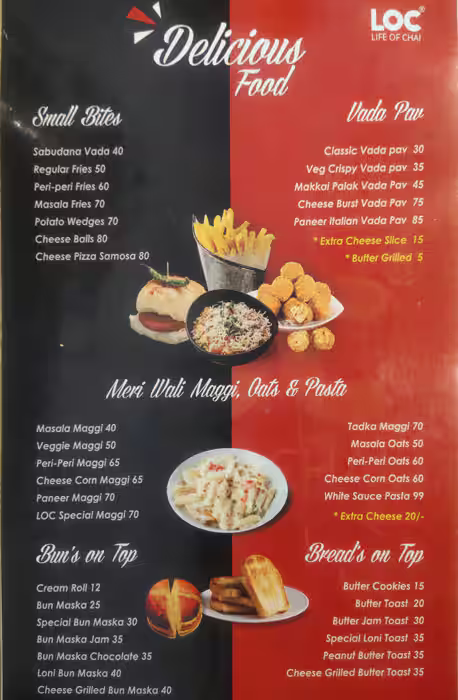 LOC®
LIFE OF CHAI
Delicious
Food
Small Bites
Sabudana Vada 40
Regular Fries 50
Peri-peri Fries 60
Masala Fries 70
Potato Wedges 70
Cheese Balls 80
Cheese Pizza Samosa 80
Vada Pav
Classic Vada pav 30
Veg Crispy Vada pav 35
Makkai Palak Vada Pav 45
Cheese Burst Vada Pav 75
Paneer Italian Vada Pav 85
* Extra Cheese Slice 15
* Butter Grilled 5
Meri Wali Maggi, Oats & Pasta
Masala Maggi 40
Veggie Maggi 50
Peri-Peri Maggi 65
Cheese Corn Maggi 65
Paneer Maggi 70
LOC Special Maggi 70
Tadka Maggi 70
Masala Oats 50
Peri-Peri Oats 60
Cheese Corn Oats 60
White Sauce Pasta 99
* Extra Cheese 20/-
Bun's on Top
Cream Roll 12
Bun Maska 25
Special Bun Maska 30
Bun Maska Jam 35
Bun Maska Chocolate 35
Loni Bun Maska 40
Cheese Grilled Bun Maska 40
Bread's on Top
Butter Cookies 15
Butter Toast 20
Butter Jam Toast 30
Special Loni Toast 35
Peanut Butter Toast 35
Cheese Grilled Butter Toast 35